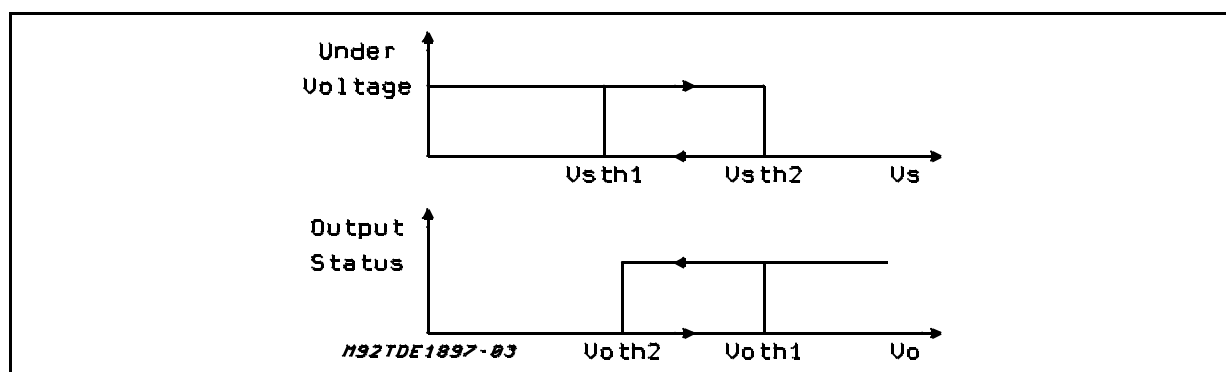 Under
Voltage
Vsth1 Vsth2 Vs
Output
Status
M92TDE1897-03 Voth2 Voth1 Vo